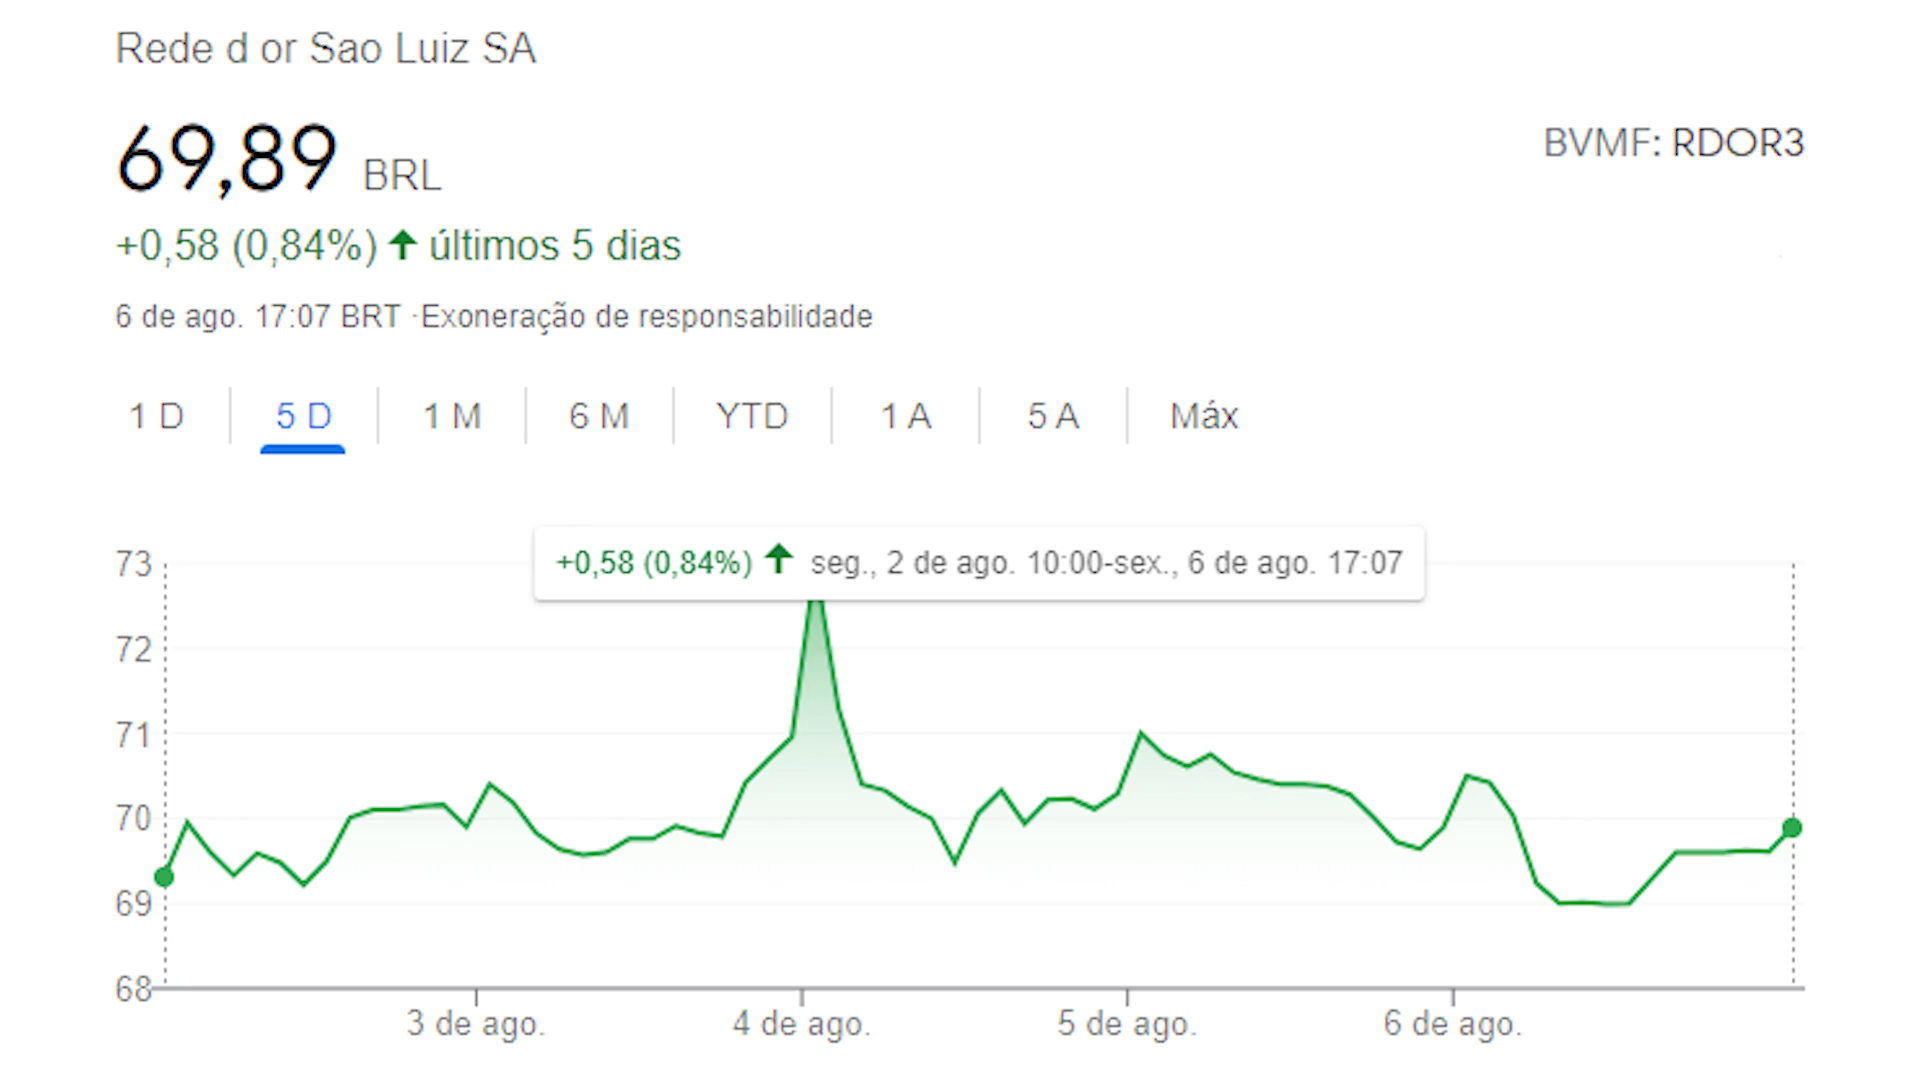 Rede d or Sao Luiz SA
69,89 BRL
BVMF: RDOR3
+0,58 (0,84%) ↑ últimos 5 dias
6 de ago. 17:07 BRT ·Exoneração de responsabilidade
1 D 5 D 1 M 6 M YTD 1 A 5 A Máx
+0,58 (0,84%) ↑ seg., 2 de ago. 10:00-sex., 6 de ago. 17:07
73
72
71
70
69
68
3 de ago. 4 de ago. 5 de ago. 6 de ago.